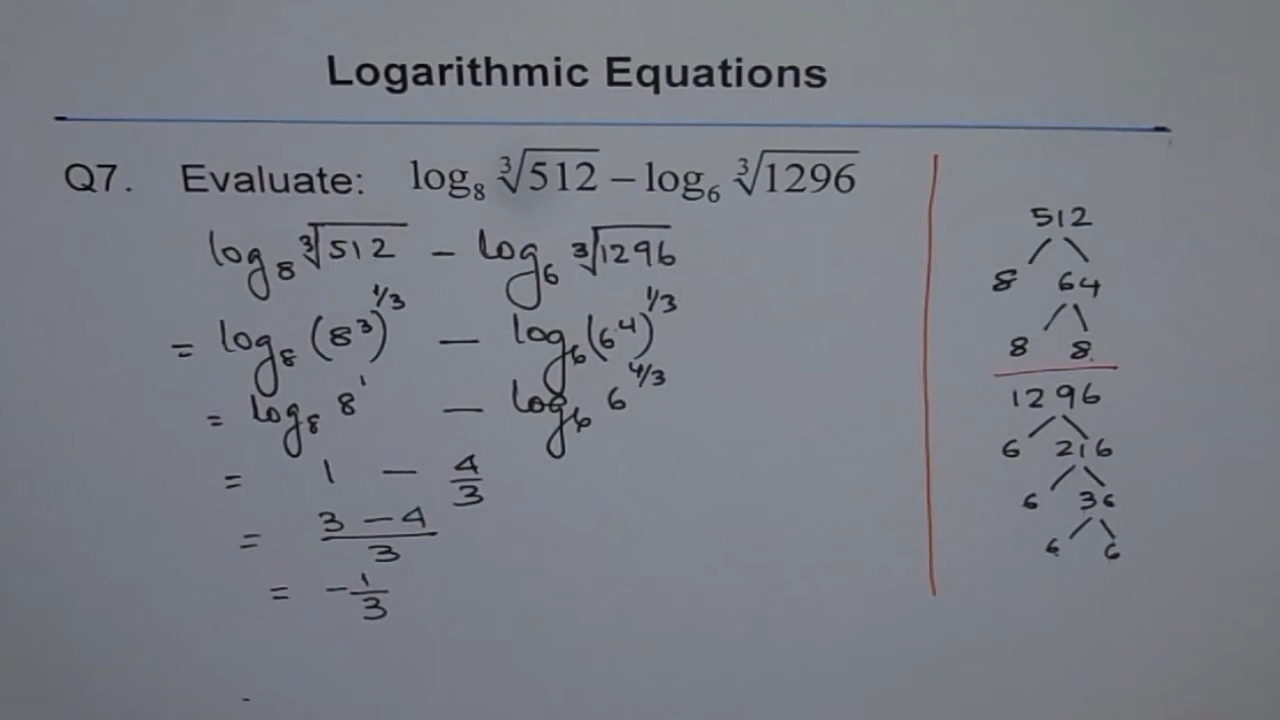 Logarithmic Equations
Q7. Evaluate: log₈ ∛512 – log₆ ∛1296
log₈ ∛512 – log₆ ∛1296
= log₈ (8³)^1/3 – log₆ (6⁴)^1/3
= log₈ 8¹ – log₆ 6^4/3
= 1 – 4/3
= (3 – 4)/3
= – 1/3
512
8 64
8 8
1296
6 216
6 36
6 6